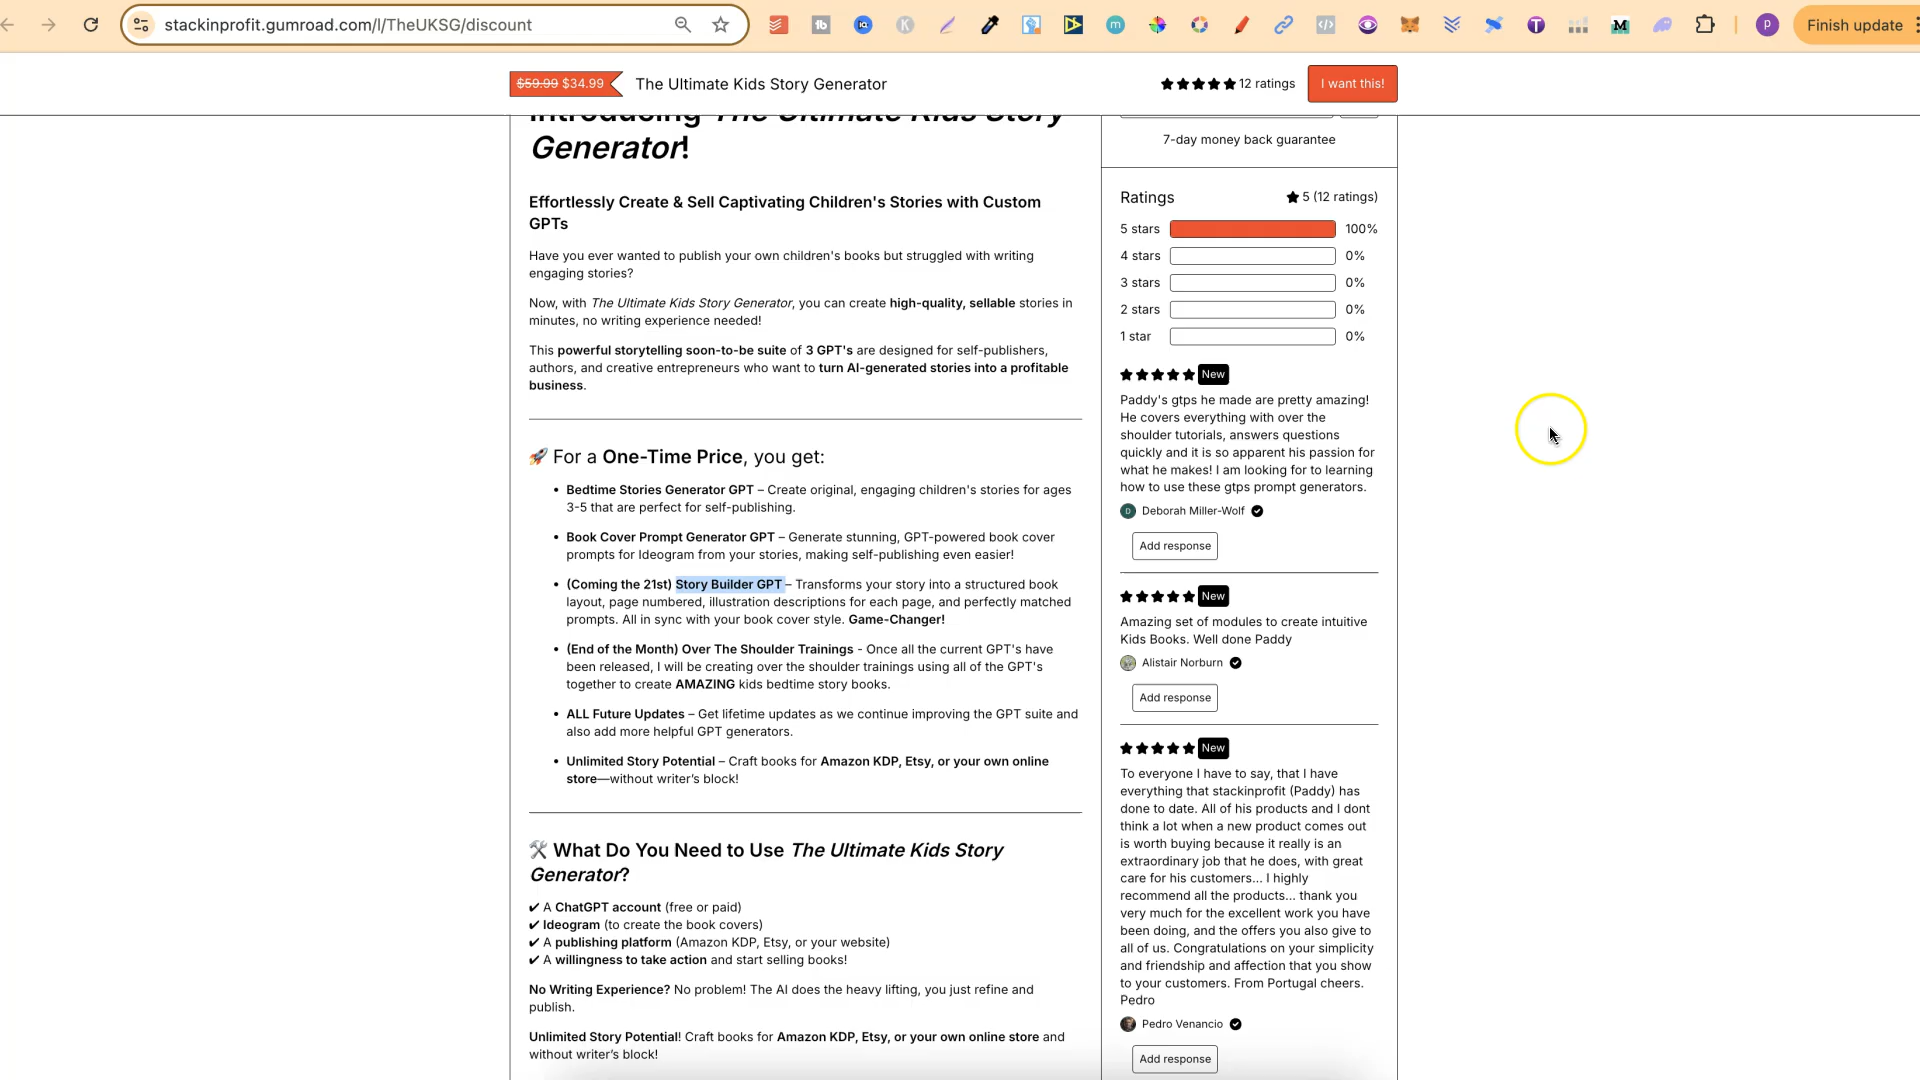 stackinprofit.gumroad.com/l/TheUKSG/discount
Finish update
$59.99 $34.99
The Ultimate Kids Story Generator
12 ratings
I want this!
Introducing The Ultimate Kids Story
Generator!
Effortlessly Create & Sell Captivating Children's Stories with Custom
GPTs
Have you ever wanted to publish your own children's books but struggled with writing
engaging stories?
Now, with The Ultimate Kids Story Generator, you can create high-quality, sellable stories in
minutes, no writing experience needed!
This powerful storytelling soon-to-be suite of 3 GPT's are designed for self-publishers,
authors, and creative entrepreneurs who want to turn AI-generated stories into a profitable
business.
🚀 For a One-Time Price, you get:
• Bedtime Stories Generator GPT – Create original, engaging children's stories for ages
3-5 that are perfect for self-publishing.
• Book Cover Prompt Generator GPT – Generate stunning, GPT-powered book cover
prompts for Ideogram from your stories, making self-publishing even easier!
• (Coming the 21st) Story Builder GPT – Transforms your story into a structured book
layout, page numbered, illustration descriptions for each page, and perfectly matched
prompts. All in sync with your book cover style. Game-Changer!
• (End of the Month) Over The Shoulder Trainings - Once all the current GPT's have
been released, I will be creating over the shoulder trainings using all of the GPT's
together to create AMAZING kids bedtime story books.
• ALL Future Updates – Get lifetime updates as we continue improving the GPT suite and
also add more helpful GPT generators.
• Unlimited Story Potential – Craft books for Amazon KDP, Etsy, or your own online
store—without writer's block!
🛠 What Do You Need to Use The Ultimate Kids Story
Generator?
✔ A ChatGPT account (free or paid)
✔ Ideogram (to create the book covers)
✔ A publishing platform (Amazon KDP, Etsy, or your website)
✔ A willingness to take action and start selling books!
No Writing Experience? No problem! The AI does the heavy lifting, you just refine and
publish.
Unlimited Story Potential! Craft books for Amazon KDP, Etsy, or your own online store and
without writer's block!
7-day money back guarantee
Ratings
5 (12 ratings)
5 stars 100%
4 stars 0%
3 stars 0%
2 stars 0%
1 star 0%
New
Paddy's gtps he made are pretty amazing!
He covers everything with over the
shoulder tutorials, answers questions
quickly and it is so apparent his passion for
what he makes! I am looking for to learning
how to use these gtps prompt generators.
D Deborah Miller-Wolf
Add response
New
Amazing set of modules to create intuitive
Kids Books. Well done Paddy
Alistair Norburn
Add response
New
To everyone I have to say, that I have
everything that stackinprofit (Paddy) has
done to date. All of his products and I dont
think a lot when a new product comes out
is worth buying because it really is an
extraordinary job that he does, with great
care for his customers... I highly
recommend all the products... thank you
very much for the excellent work you have
been doing, and the offers you also give to
all of us. Congratulations on your simplicity
and friendship and affection that you show
to your customers. From Portugal cheers.
Pedro
Pedro Venancio
Add response